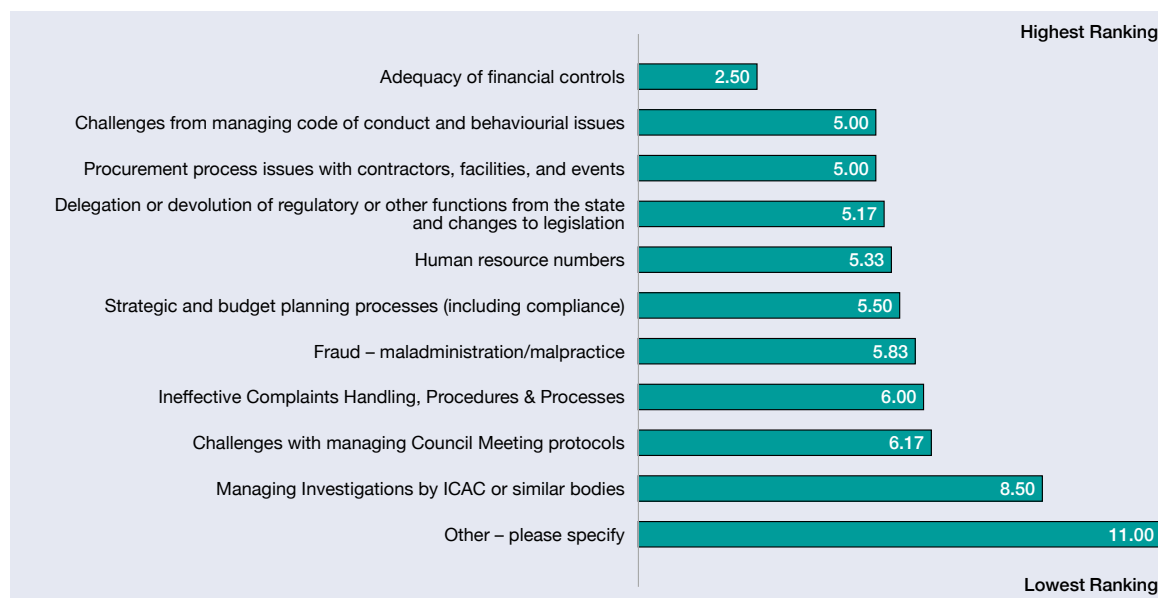 Highest Ranking
Adequacy of financial controls 2.50
Challenges from managing code of conduct and behaviourial issues 5.00
Procurement process issues with contractors, facilities, and events 5.00
Delegation or devolution of regulatory or other functions from the state
and changes to legislation 5.17
Human resource numbers 5.33
Strategic and budget planning processes (including compliance) 5.50
Fraud – maladministration/malpractice 5.83
Ineffective Complaints Handling, Procedures & Processes 6.00
Challenges with managing Council Meeting protocols 6.17
Managing Investigations by ICAC or similar bodies 8.50
Other – please specify 11.00
Lowest Ranking